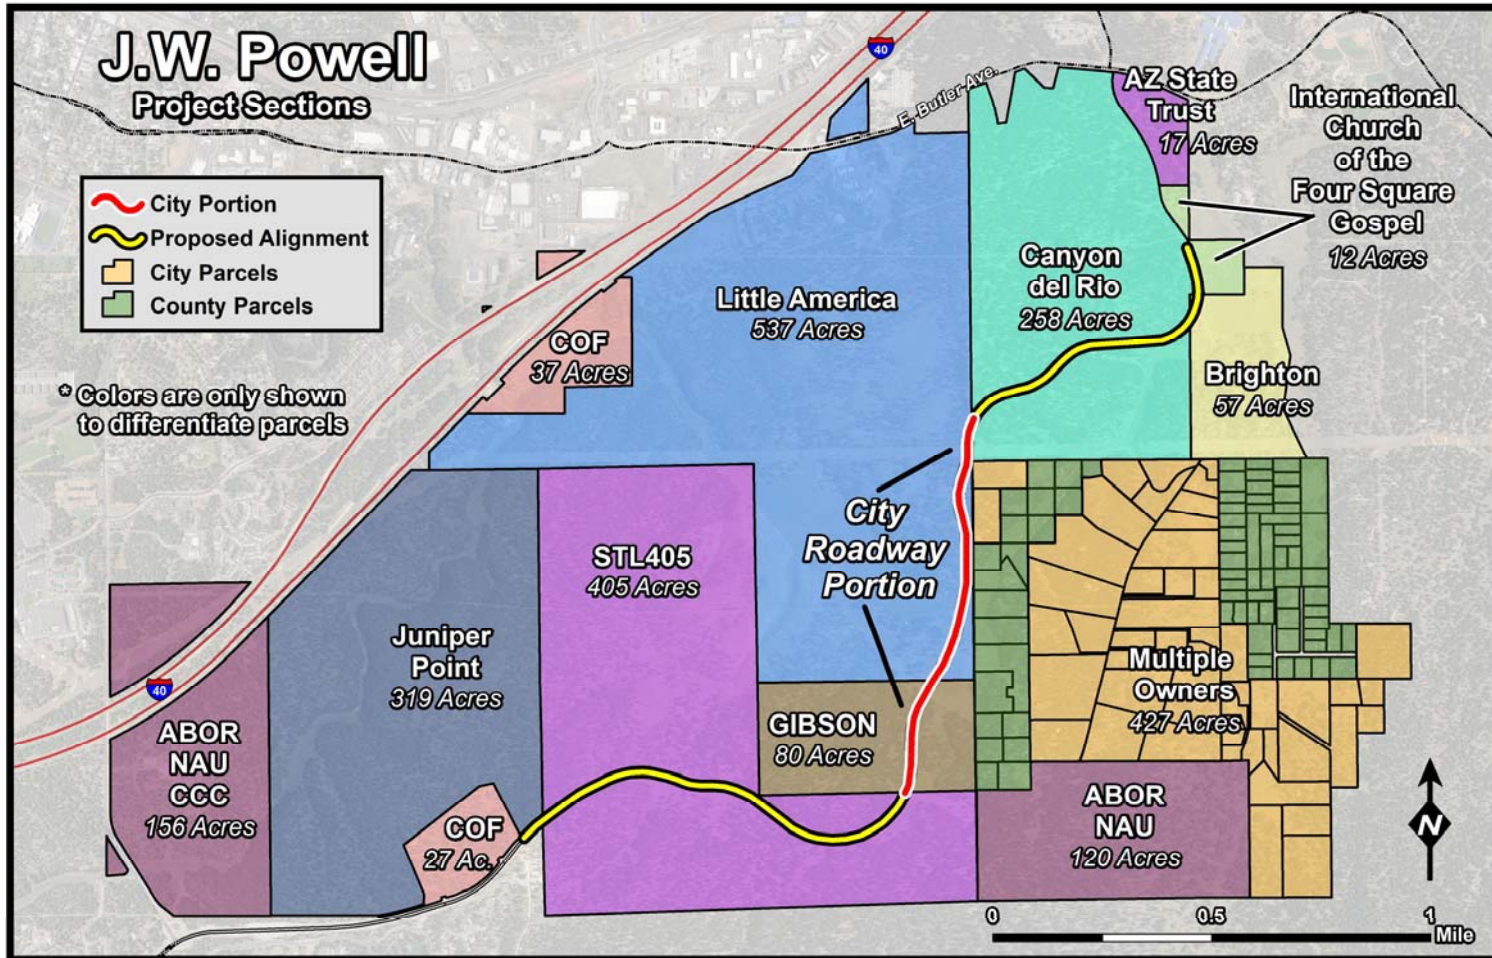 J.W. Powell
Project Sections
City Portion
Proposed Alignment
City Parcels
County Parcels
* Colors are only shown
to differentiate parcels
40
E. Butler Ave.
AZ State
Trust
17 Acres
International
Church
of the
Four Square
Gospel
12 Acres
Canyon
del Rio
258 Acres
Little America
537 Acres
COF
37 Acres
Brighton
57 Acres
City
Roadway
Portion
STL405
405 Acres
Juniper
Point
319 Acres
Multiple
Owners
427 Acres
40
ABOR
NAU
CCC
156 Acres
GIBSON
80 Acres
COF
27 Ac.
ABOR
NAU
120 Acres
N
0 0.5 1
Mile